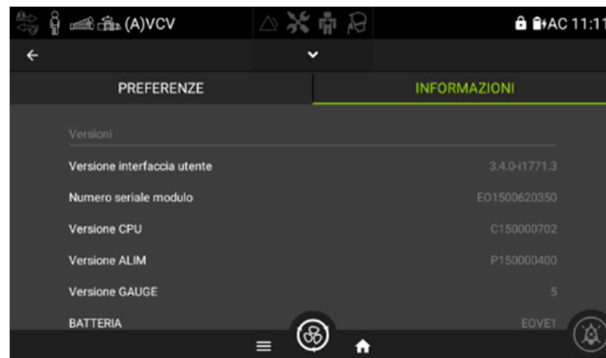 (A)VCV AC 11:11
PREFERENZE INFORMAZIONI
Versioni
Versione interfaccia utente 3.4.0-i1771.3
Numero seriale modulo EO1500620350
Versione CPU C150000702
Versione ALIM P150000400
Versione GAUGE 5
BATTERIA EOVE1